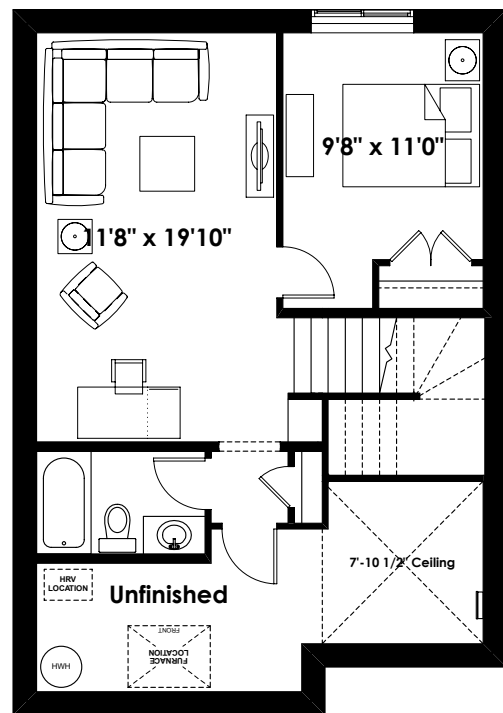 9'8" x 11'0"
11'8" x 19'10"
7'-10 1/2" Ceiling
HRV
LOCATION
Unfinished
FRONT
FURNACE
LOCATION
HWH